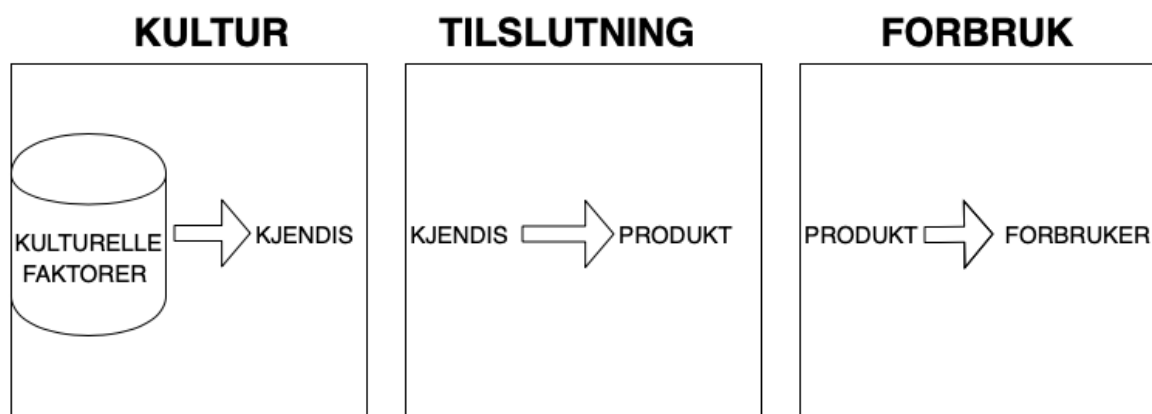 KULTUR
TILSLUTNING
FORBRUK
KULTURELLE
FAKTORER
KJENDIS
KJENDIS
PRODUKT
PRODUKT
FORBRUKER